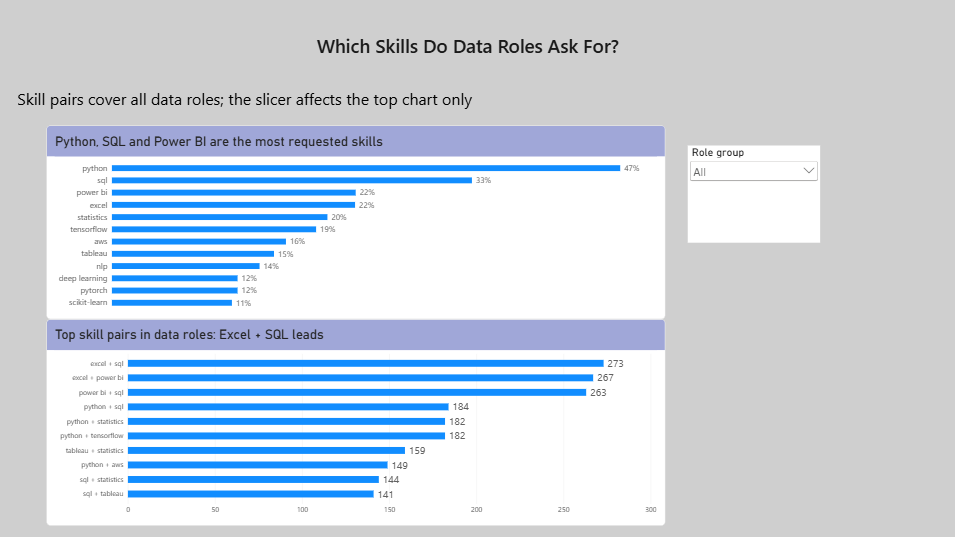 Which Skills Do Data Roles Ask For?
Skill pairs cover all data roles; the slicer affects the top chart only
Python, SQL and Power BI are the most requested skills
python 47%
sql 33%
power bi 22%
excel 22%
statistics 20%
tensorflow 19%
aws 16%
tableau 15%
nlp 14%
deep learning 12%
pytorch 12%
scikit-learn 11%
Role group
All
Top skill pairs in data roles: Excel + SQL leads
excel + sql 273
excel + power bi 267
power bi + sql 263
python + sql 184
python + statistics 182
python + tensorflow 182
tableau + statistics 159
python + aws 149
sql + statistics 144
sql + tableau 141
0 50 100 150 200 250 300